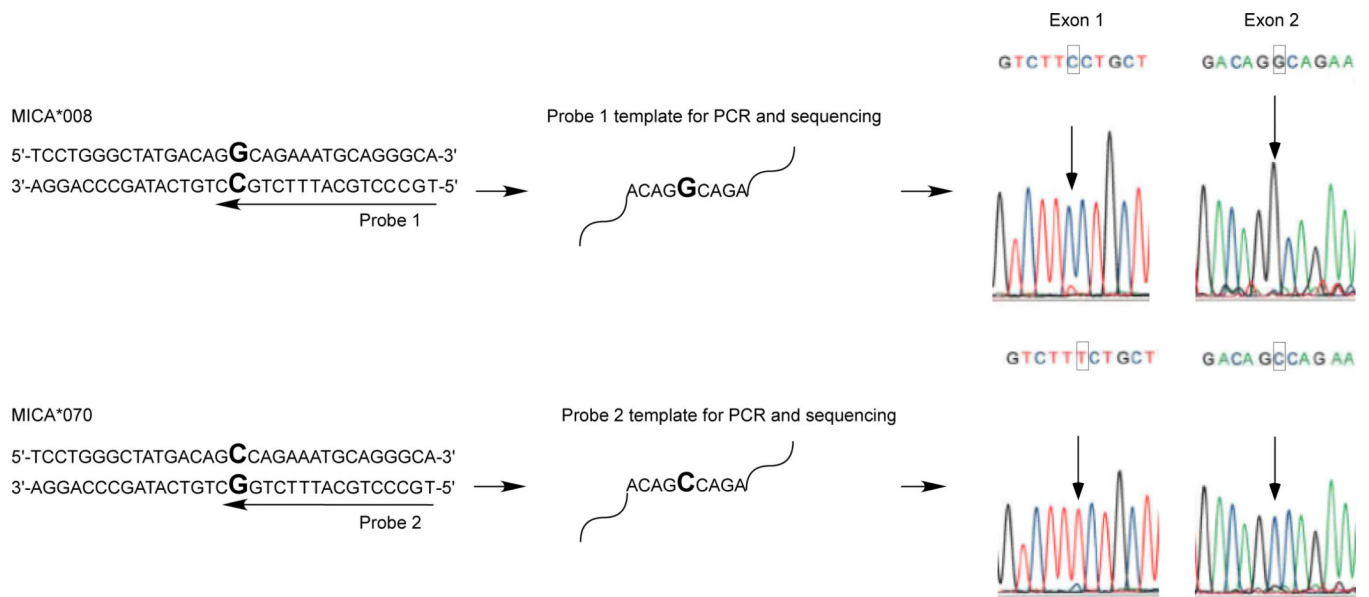 Exon 1 Exon 2
GTCTTCCTGCT GACAGGCAGAA
MICA*008
Probe 1 template for PCR and sequencing
5'-TCCTGGGCTATGACAGGCAGAAATGCAGGGCA-3'
3'-AGGACCCGATACTGTCCGTCTTTACGTCCCGT-5'
ACAGGCAGA
Probe 1
GTCTTTCTGCT GACAGCCAGAA
MICA*070
Probe 2 template for PCR and sequencing
5'-TCCTGGGCTATGACAGCCAGAAATGCAGGGCA-3'
3'-AGGACCCGATACTGTCGGTCTTTACGTCCCGT-5'
ACAGCCAGA
Probe 2